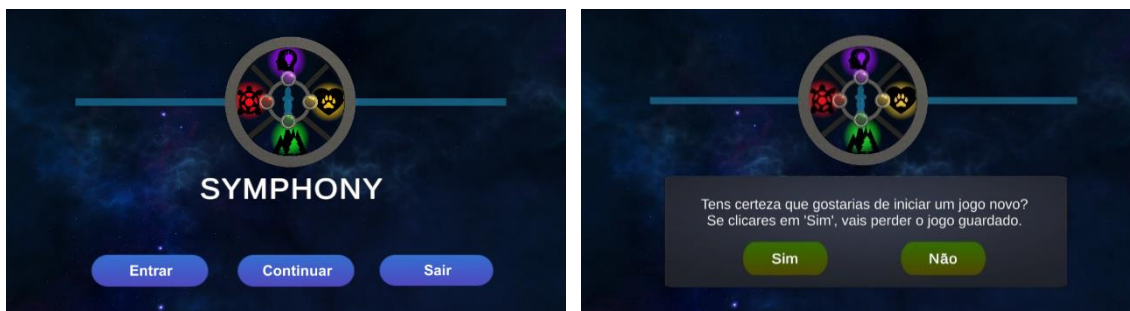 SYMPHONY
Entrar
Continuar
Sair
Tens certeza que gostarias de iniciar um jogo novo?
Se clicares em 'Sim', vais perder o jogo guardado.
Sim
Não